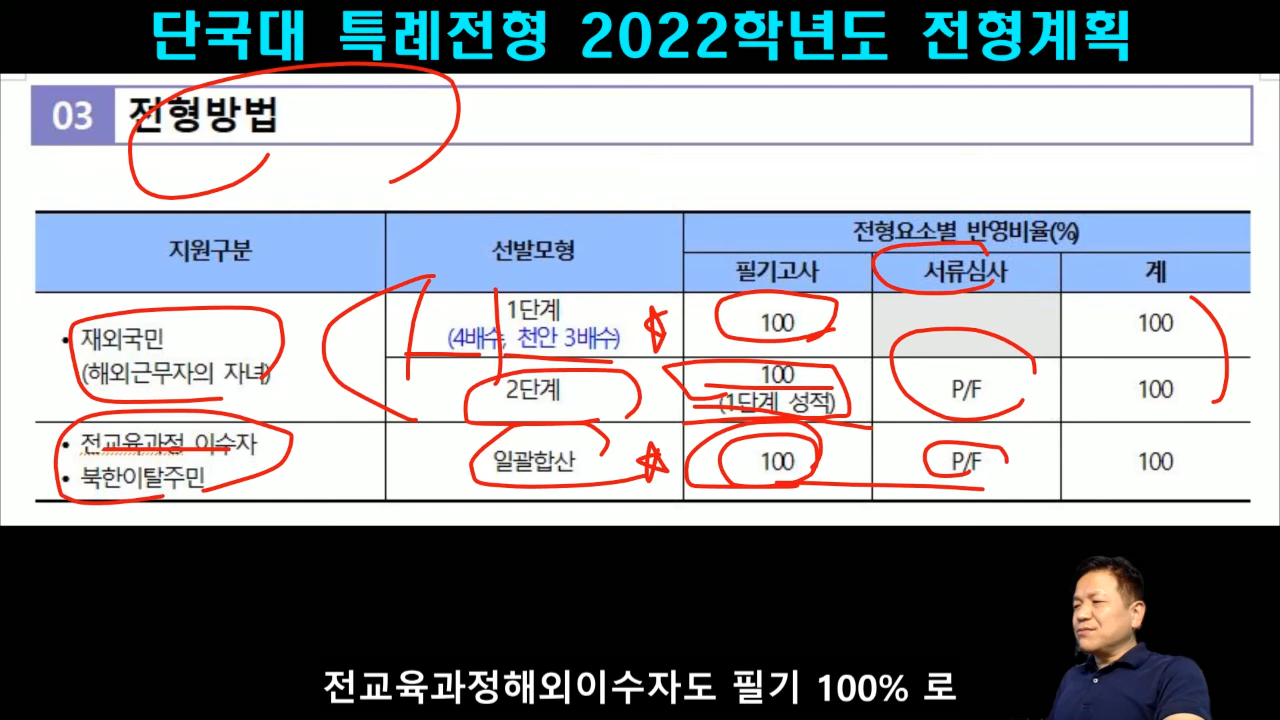 단국대 특례전형 2022학년도 전형계획
03 전형방법
지원구분 선발모형 전형요소별 반영비율(%)
필기고사 서류심사 계
• 재외국민
(해외근무자의 자녀)
1단계
(4배수, 천안 3배수)
100 100
2단계
100
(1단계 성적)
P/F 100
• 전교육과정 이수자
• 북한이탈주민
일괄합산 100 P/F 100
전교육과정해외이수자도 필기 100% 로